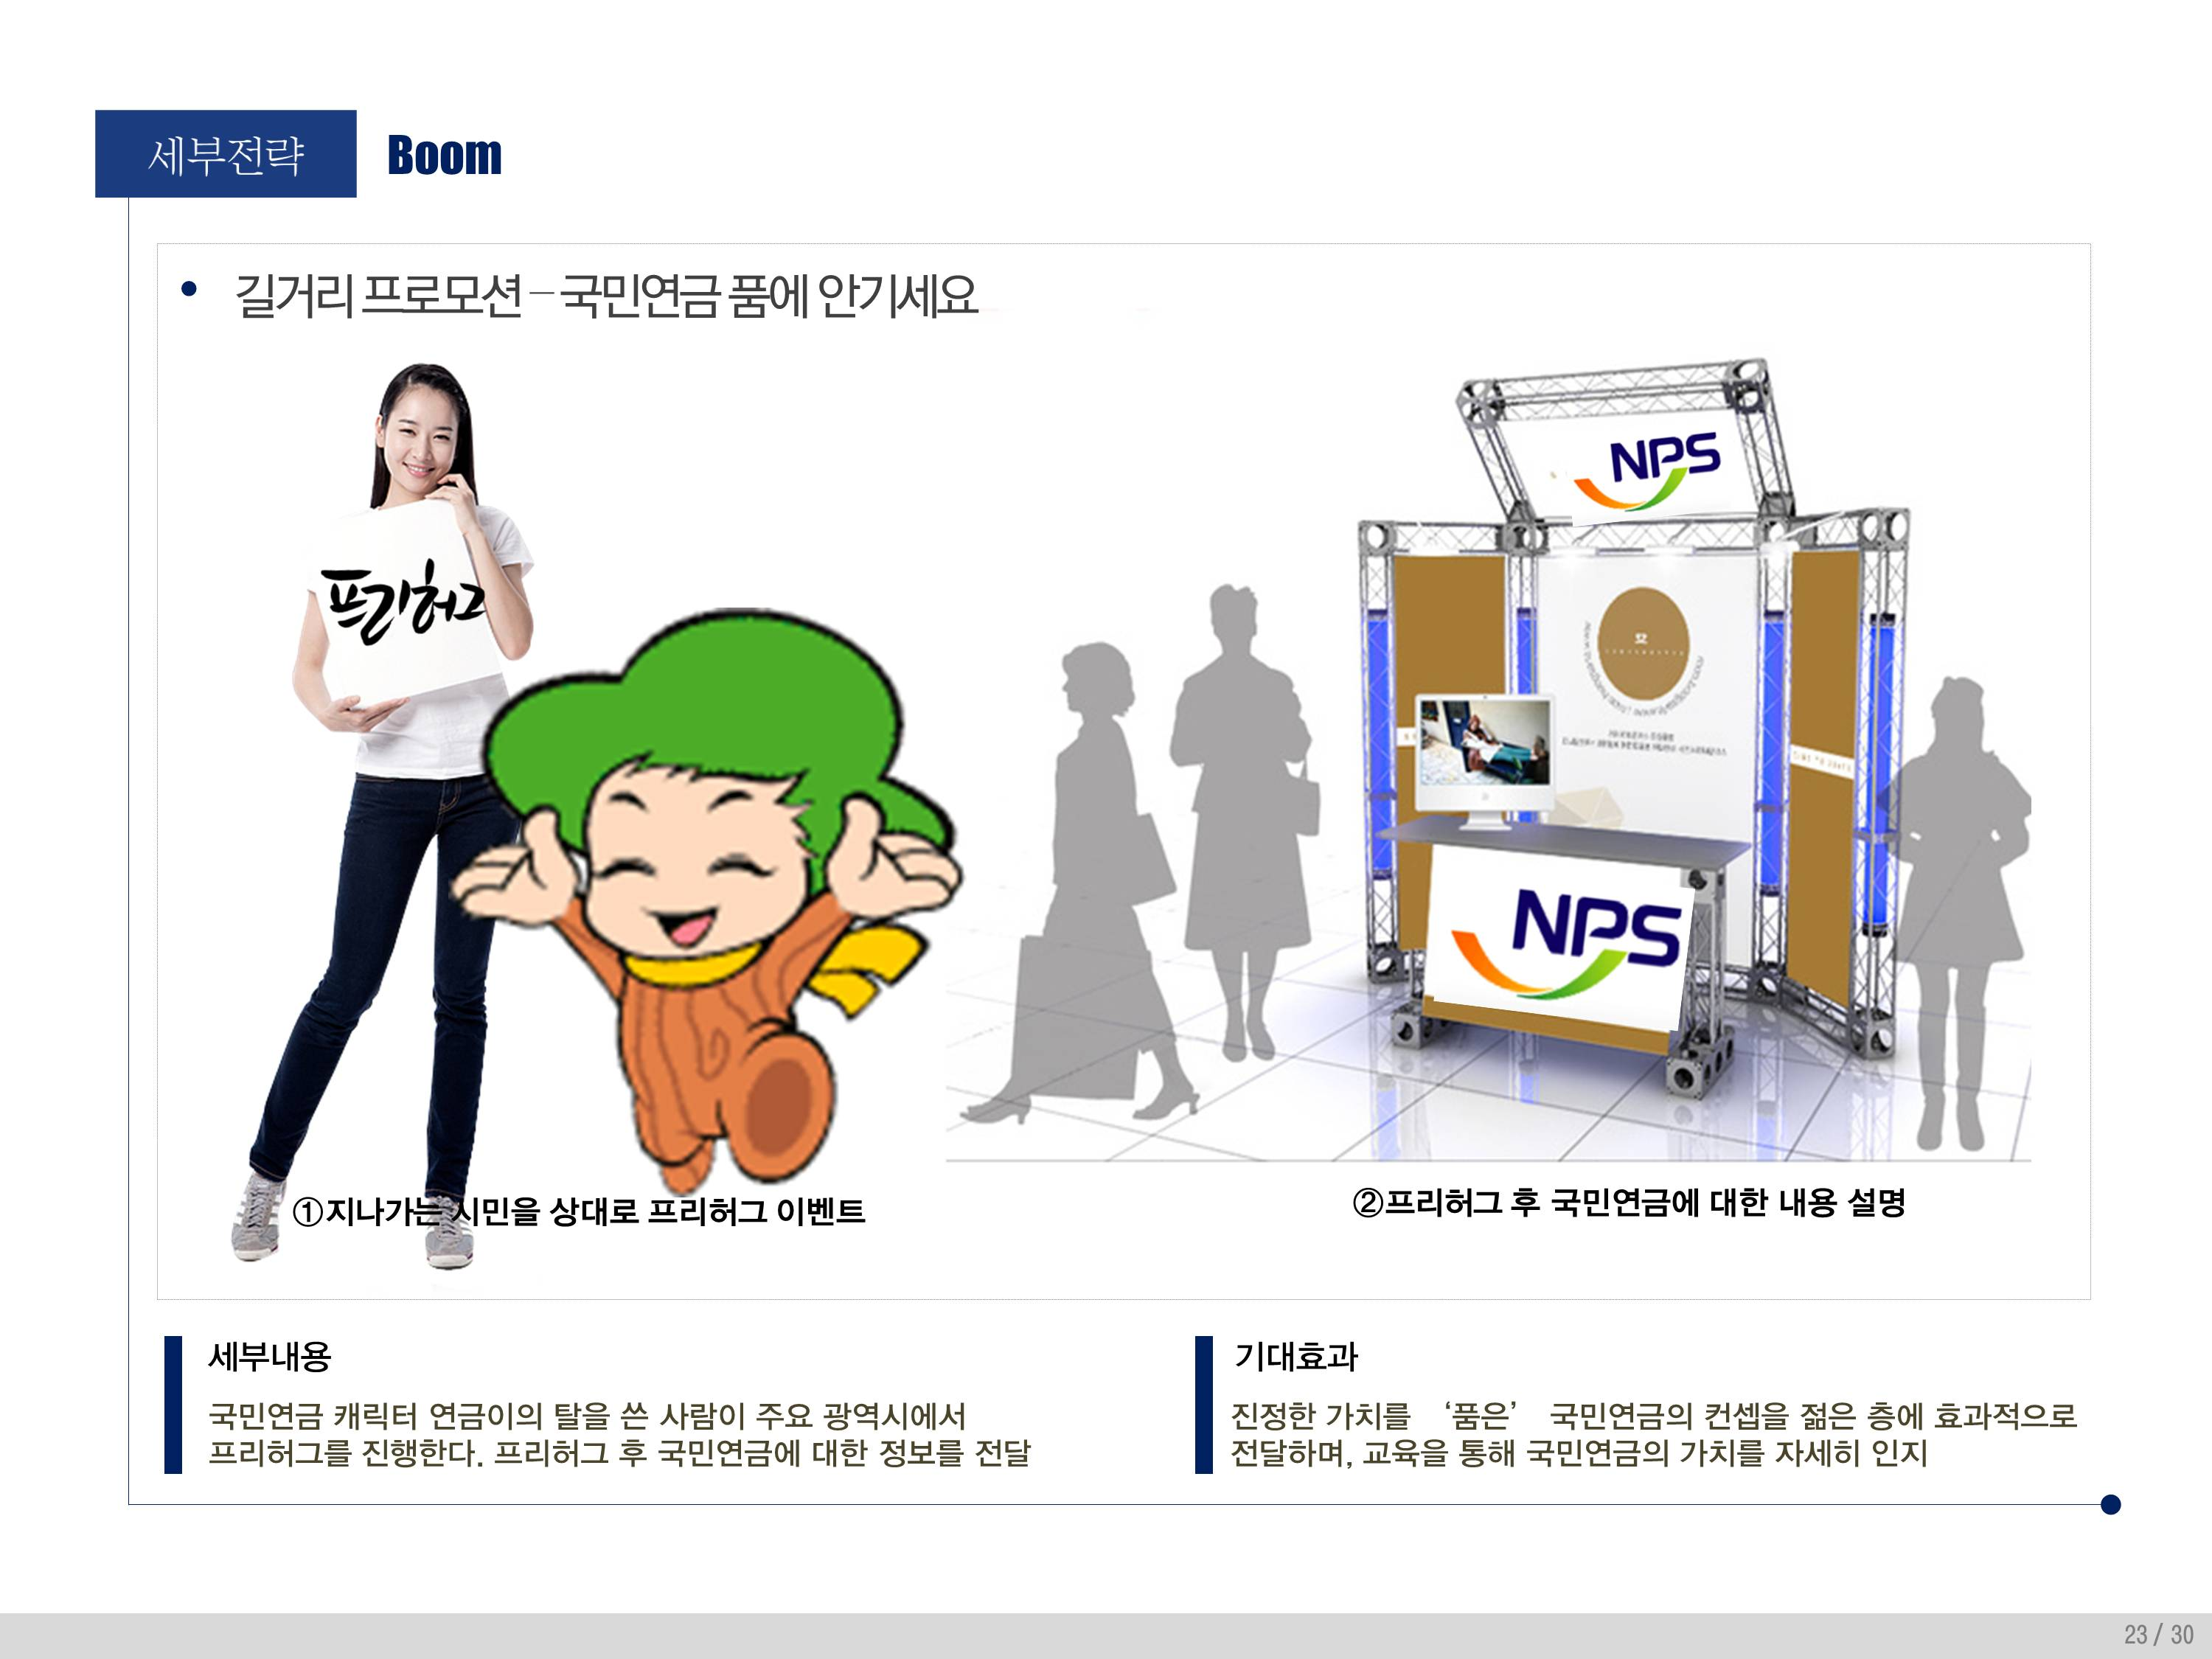 세부전략
Boom
• 길거리 프로모션 – 국민연금 품에 안기세요
프리허그
NPS
NPS
①지나가는 시민을 상대로 프리허그 이벤트
②프리허그 후 국민연금에 대한 내용 설명
세부내용
국민연금 캐릭터 연금이의 탈을 쓴 사람이 주요 광역시에서
프리허그를 진행한다. 프리허그 후 국민연금에 대한 정보를 전달
기대효과
진정한 가치를 ‘품은’ 국민연금의 컨셉을 젊은 층에 효과적으로
전달하며, 교육을 통해 국민연금의 가치를 자세히 인지
23 / 30